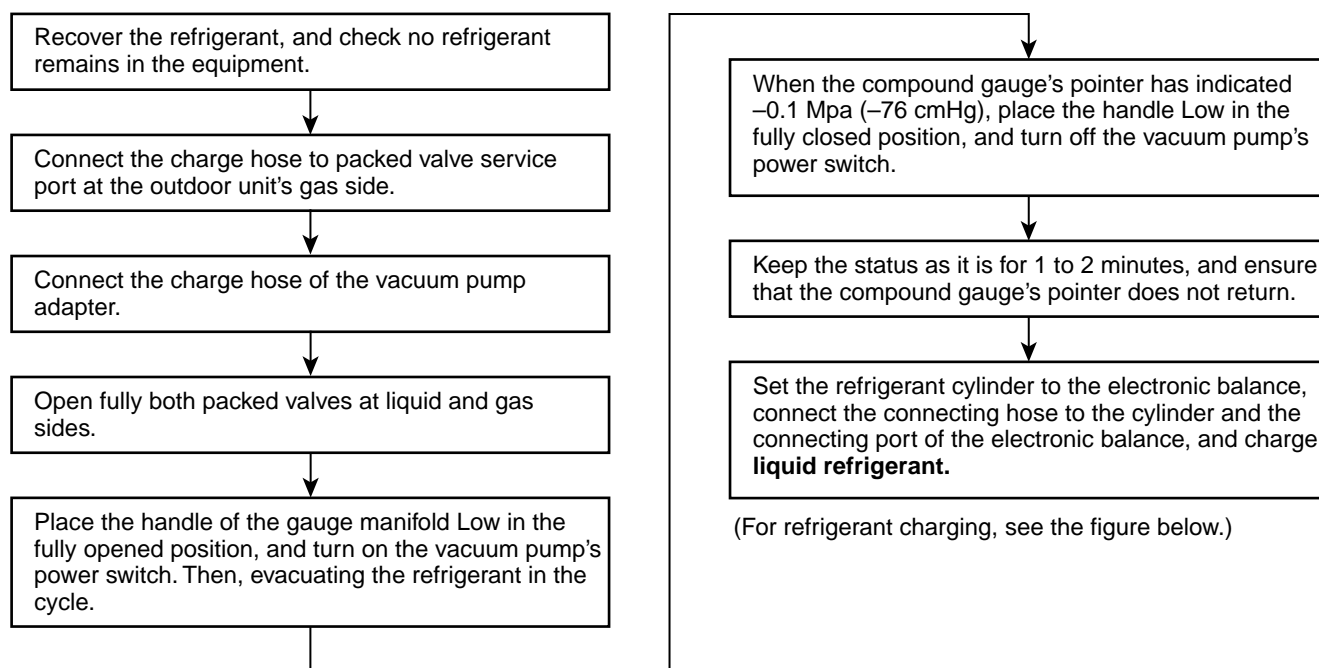 Recover the refrigerant, and check no refrigerant
remains in the equipment.
Connect the charge hose to packed valve service
port at the outdoor unit's gas side.
Connect the charge hose of the vacuum pump
adapter.
Open fully both packed valves at liquid and gas
sides.
Place the handle of the gauge manifold Low in the
fully opened position, and turn on the vacuum pump's
power switch. Then, evacuating the refrigerant in the
cycle.
When the compound gauge's pointer has indicated
–0.1 Mpa (–76 cmHg), place the handle Low in the
fully closed position, and turn off the vacuum pump's
power switch.
Keep the status as it is for 1 to 2 minutes, and ensure
that the compound gauge's pointer does not return.
Set the refrigerant cylinder to the electronic balance,
connect the connecting hose to the cylinder and the
connecting port of the electronic balance, and charge
liquid refrigerant.
(For refrigerant charging, see the figure below.)